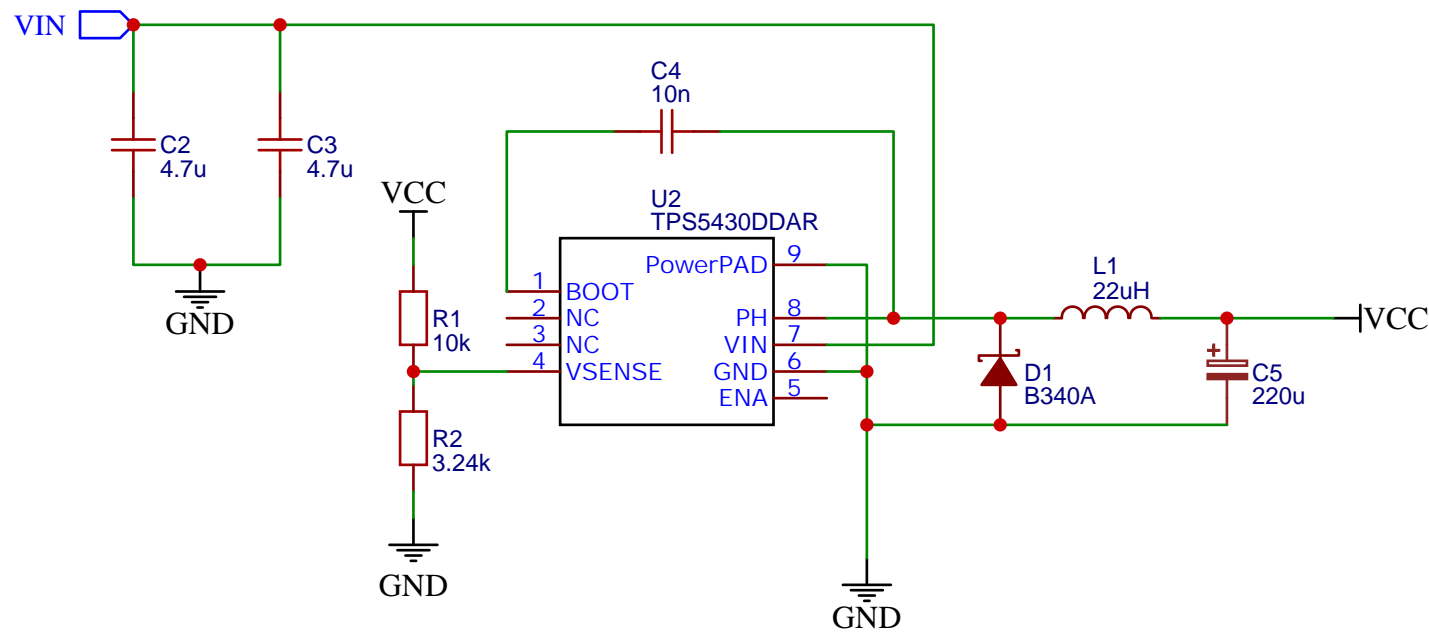 VIN
C4
10n
C2
4.7u
C3
4.7u
VCC
U2
TPS5430DDAR
PowerPAD 9
1 BOOT
2 NC
3 NC
4 VSENSE
PH 8
VIN 7
GND 6
ENA 5
L1
22uH
VCC
GND
R1
10k
D1
B340A
C5
220u
R2
3.24k
GND
GND